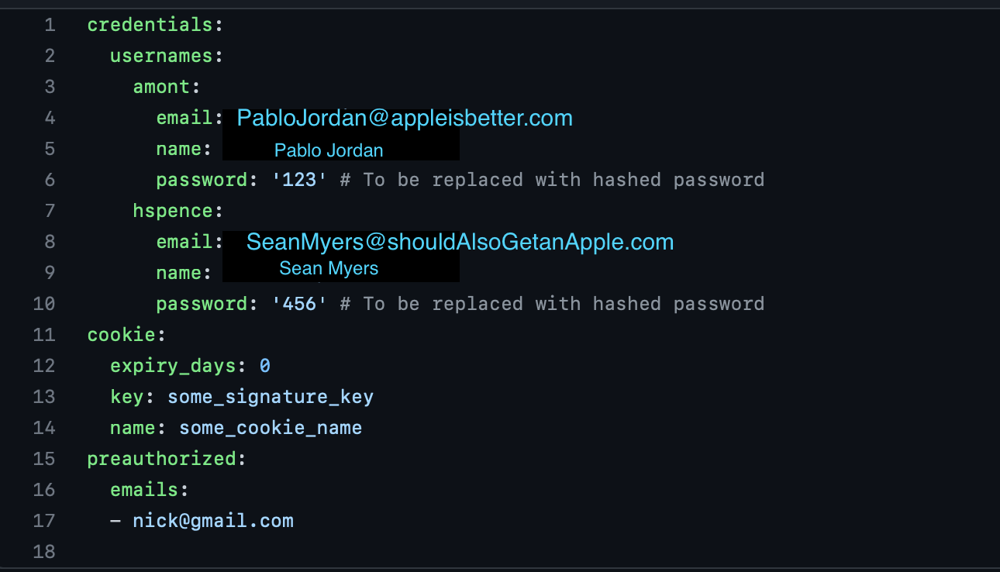 1 credentials:
2   usernames:
3     amont:
4       email: PabloJordan@appleisbetter.com
5       name: Pablo Jordan
6       password: '123' # To be replaced with hashed password
7     hspence:
8       email: SeanMyers@shouldAlsoGetanApple.com
9       name: Sean Myers
10       password: '456' # To be replaced with hashed password
11 cookie:
12   expiry_days: 0
13   key: some_signature_key
14   name: some_cookie_name
15 preauthorized:
16   emails:
17   - nick@gmail.com
18